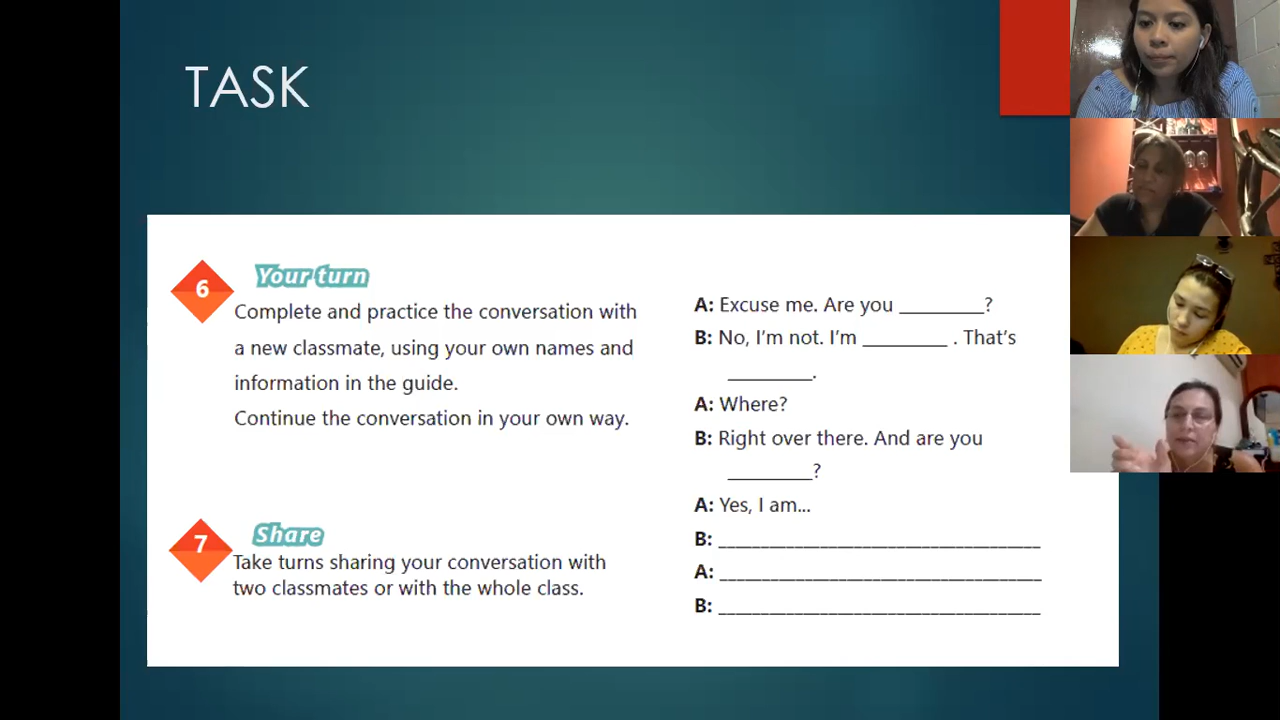 TASK
6
Your turn
Complete and practice the conversation with
a new classmate, using your own names and
information in the guide.
Continue the conversation in your own way.
7
Share
Take turns sharing your conversation with
two classmates or with the whole class.
A: Excuse me. Are you _________?
B: No, I'm not. I'm _________ . That's
_________.
A: Where?
B: Right over there. And are you
_________?
A: Yes, I am...
B: __________________________________
A: __________________________________
B: __________________________________